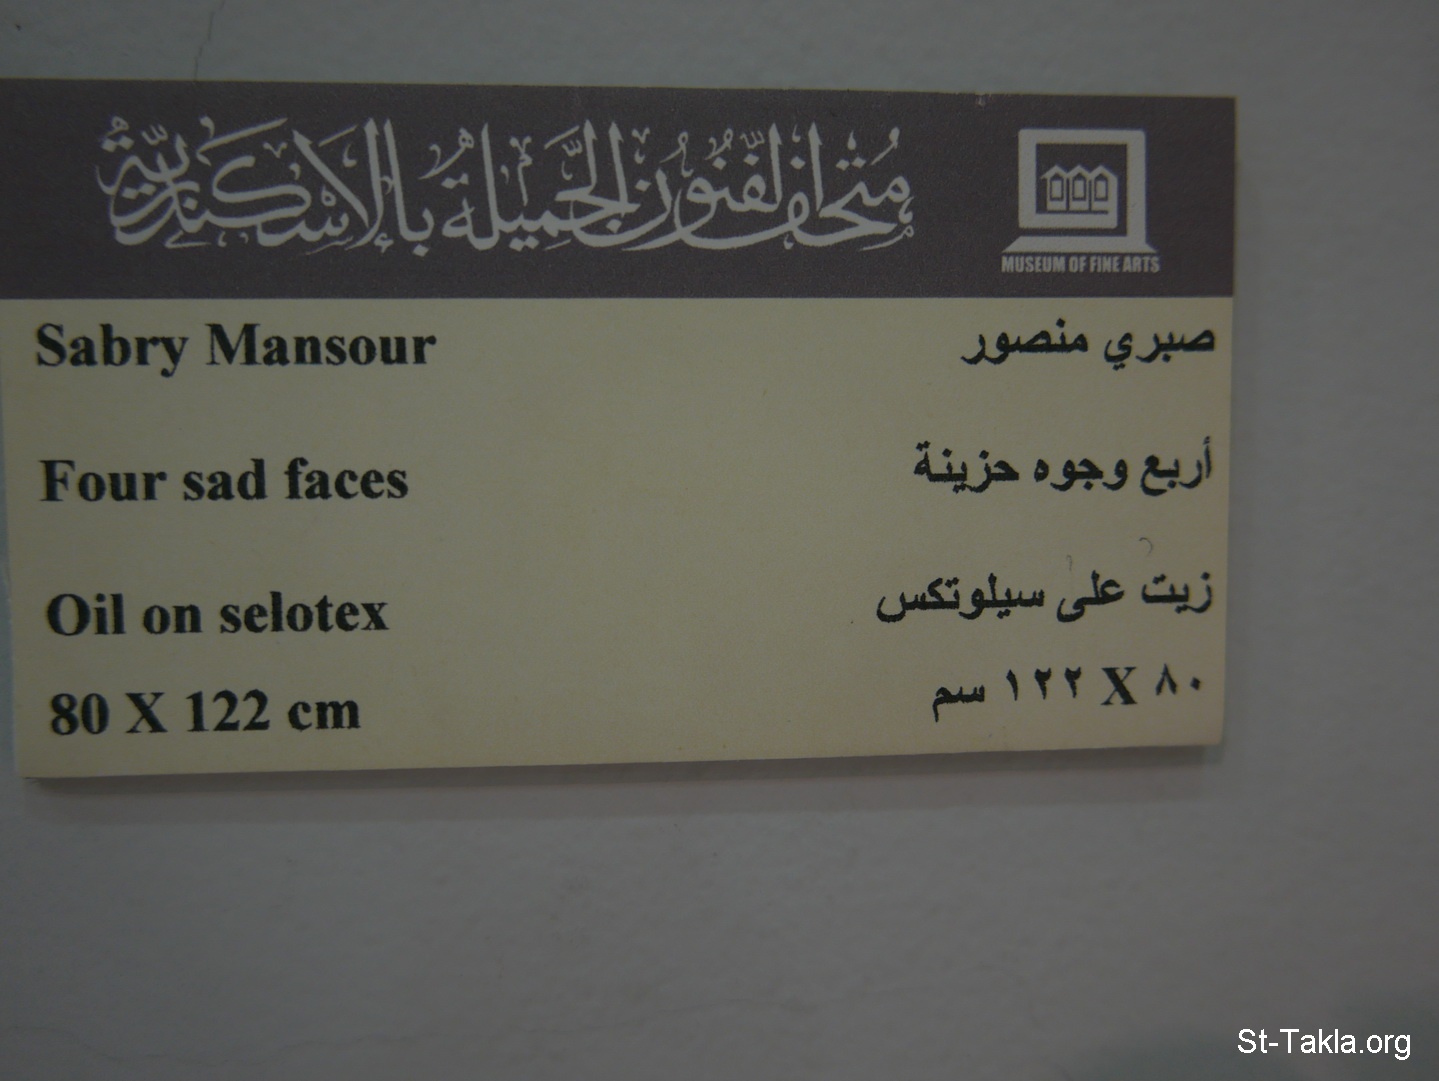 متحف الفنون الجميلة بالإسكندرية
MUSEUM OF FINE ARTS
Sabry Mansour
صبري منصور
Four sad faces
أربع وجوه حزينة
Oil on selotex
زيت على سيلوتكس
80 X 122 cm
٨٠ X ١٢٢ سم
St-Takla.org